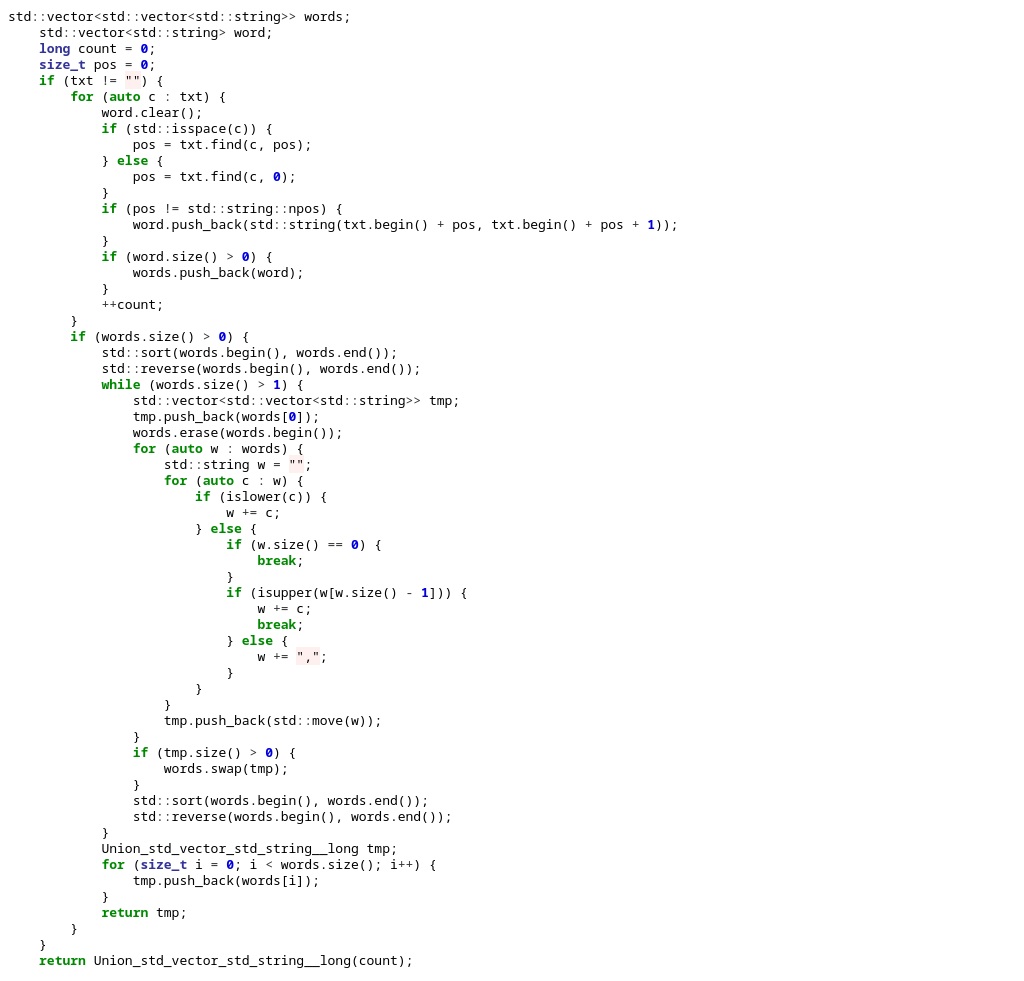 std::vector<std::vector<std::string>> words;
    std::vector<std::string> word;
    long count = 0;
    size_t pos = 0;
    if (txt != "") {
        for (auto c : txt) {
            word.clear();
            if (std::isspace(c)) {
                pos = txt.find(c, pos);
            } else {
                pos = txt.find(c, 0);
            }
            if (pos != std::string::npos) {
                word.push_back(std::string(txt.begin() + pos, txt.begin() + pos + 1));
            }
            if (word.size() > 0) {
                words.push_back(word);
            }
            ++count;
        }
        if (words.size() > 0) {
            std::sort(words.begin(), words.end());
            std::reverse(words.begin(), words.end());
            while (words.size() > 1) {
                std::vector<std::vector<std::string>> tmp;
                tmp.push_back(words[0]);
                words.erase(words.begin());
                for (auto w : words) {
                    std::string w = "";
                    for (auto c : w) {
                        if (islower(c)) {
                            w += c;
                        } else {
                            if (w.size() == 0) {
                                break;
                            }
                            if (isupper(w[w.size() - 1])) {
                                w += c;
                                break;
                            } else {
                                w += ",";
                            }
                        }
                    }
                    tmp.push_back(std::move(w));
                }
                if (tmp.size() > 0) {
                    words.swap(tmp);
                }
                std::sort(words.begin(), words.end());
                std::reverse(words.begin(), words.end());
            }
            Union_std_vector_std_string__long tmp;
            for (size_t i = 0; i < words.size(); i++) {
                tmp.push_back(words[i]);
            }
            return tmp;
        }
    }
    return Union_std_vector_std_string__long(count);